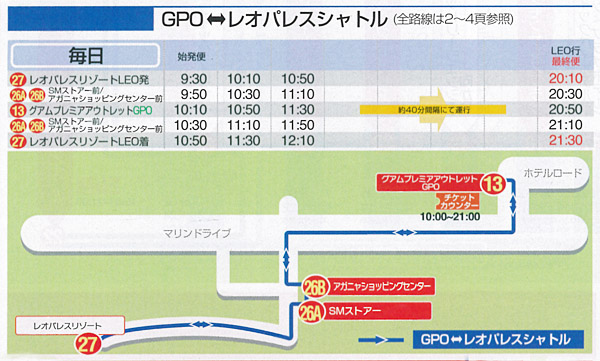 GPO⇔レオパレスシャトル (全路線は2〜4頁参照)
毎日 始発便 LEO行 最終便
27 レオパレスリゾートLEO発 9:30 10:10 10:50 20:10
26A 26B SMストアー前/アガニャショッピングセンター前 9:50 10:30 11:10 20:30
13 グアムプレミアアウトレットGPO 10:10 10:50 11:30 約40分間隔にて運行 20:50
26A 26B SMストアー前/アガニャショッピングセンター前 10:30 11:10 11:50 21:10
27 レオパレスリゾートLEO着 10:50 11:30 12:10 21:30
ホテルロード
グアムプレミアアウトレット
GPO 13
チケット
カウンター
10:00~21:00
マリンドライブ
26B アガニャショッピングセンター
26A SMストアー
レオパレスリゾート
27
GPO⇔レオパレスシャトル